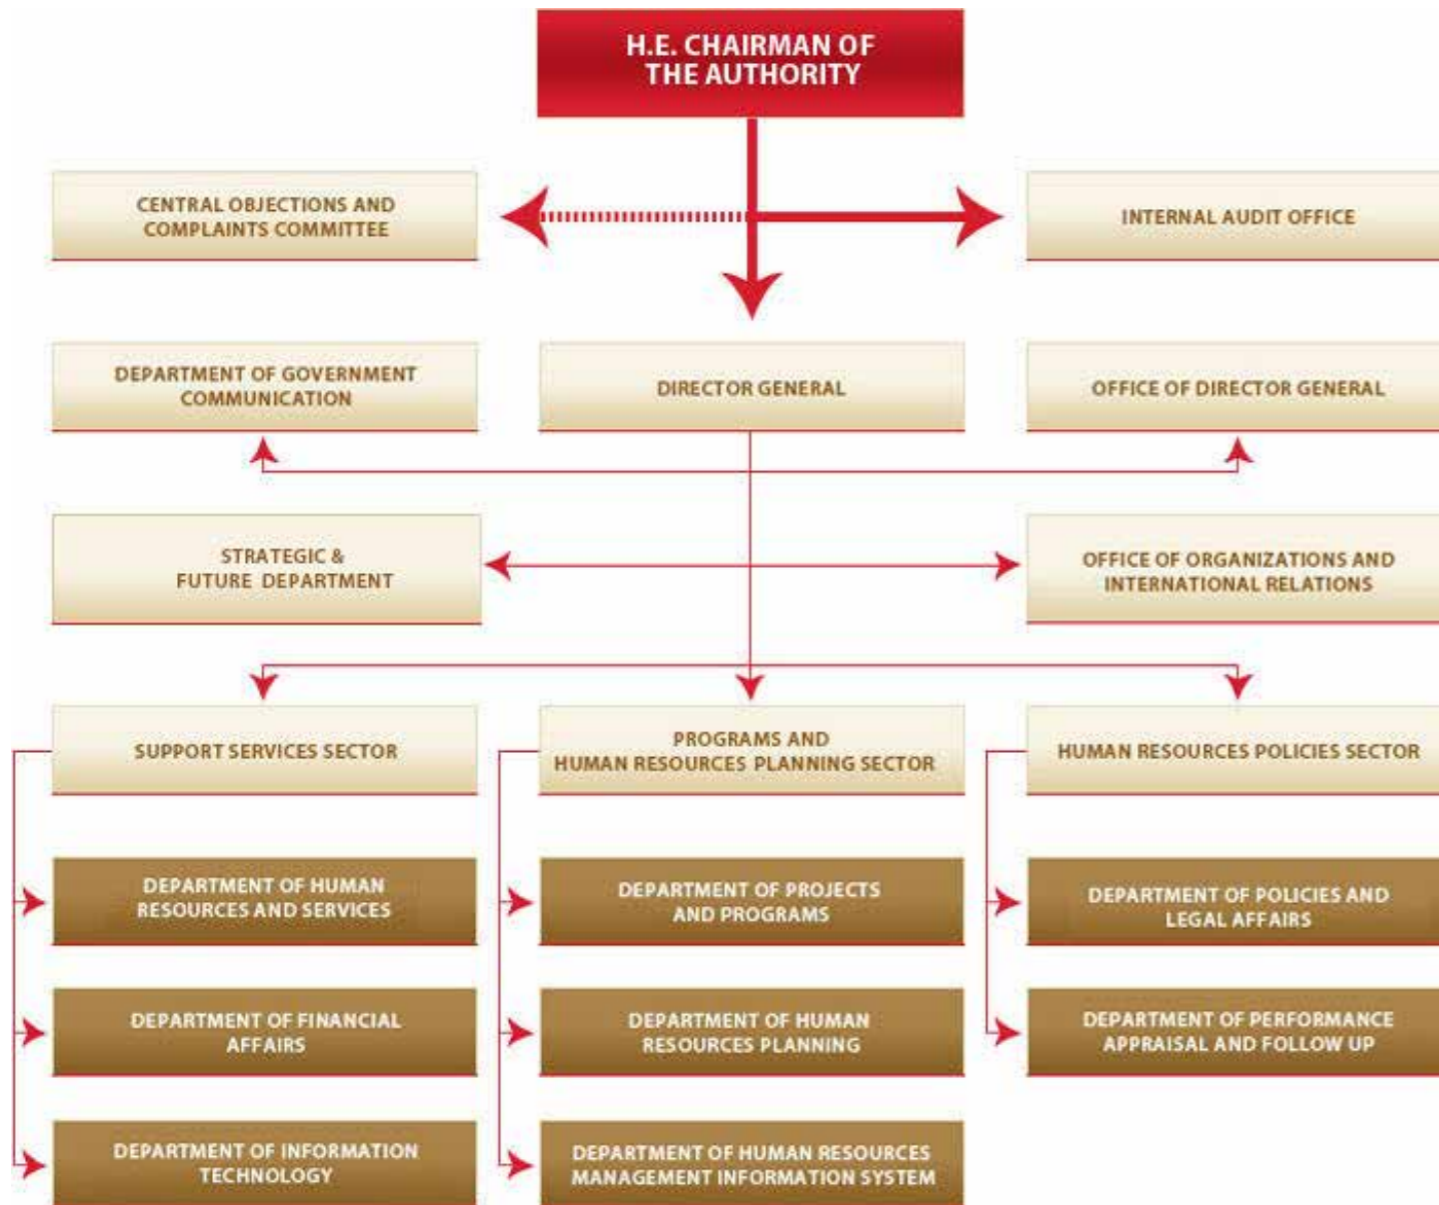 H.E. CHAIRMAN OF
THE AUTHORITY
CENTRAL OBJECTIONS AND
COMPLAINTS COMMITTEE
INTERNAL AUDIT OFFICE
DEPARTMENT OF GOVERNMENT
COMMUNICATION
DIRECTOR GENERAL
OFFICE OF DIRECTOR GENERAL
STRATEGIC &
FUTURE DEPARTMENT
OFFICE OF ORGANIZATIONS AND
INTERNATIONAL RELATIONS
SUPPORT SERVICES SECTOR
PROGRAMS AND
HUMAN RESOURCES PLANNING SECTOR
HUMAN RESOURCES POLICIES SECTOR
DEPARTMENT OF HUMAN
RESOURCES AND SERVICES
DEPARTMENT OF PROJECTS
AND PROGRAMS
DEPARTMENT OF POLICIES AND
LEGAL AFFAIRS
DEPARTMENT OF FINANCIAL
AFFAIRS
DEPARTMENT OF HUMAN
RESOURCES PLANNING
DEPARTMENT OF PERFORMANCE
APPRAISAL AND FOLLOW UP
DEPARTMENT OF INFORMATION
TECHNOLOGY
DEPARTMENT OF HUMAN RESOURCES
MANAGEMENT INFORMATION SYSTEM